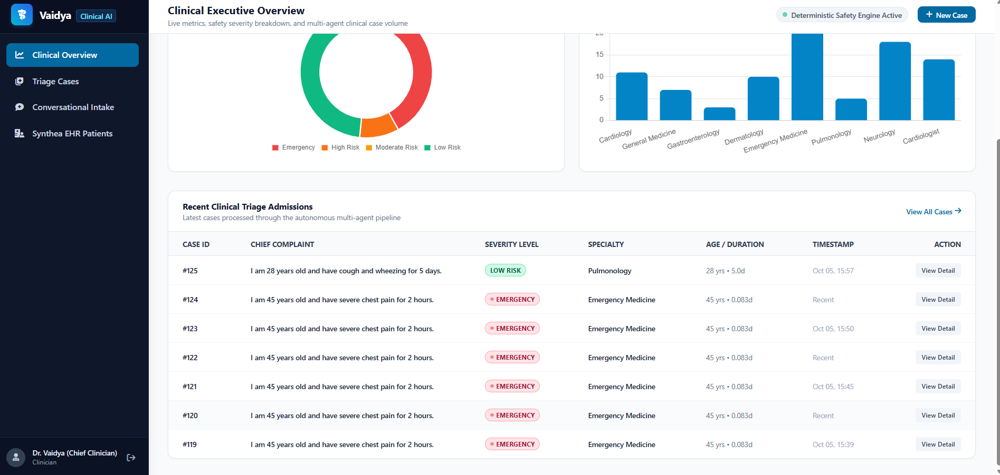 Vaidya Clinical AI
Clinical Overview
Triage Cases
Conversational Intake
Synthea EHR Patients
Dr. Vaidya (Chief Clinician)
Clinician
Clinical Executive Overview
Live metrics, safety severity breakdown, and multi-agent clinical case volume
Deterministic Safety Engine Active
New Case
Emergency High Risk Moderate Risk Low Risk
20
15
10
5
0
Cardiology General Medicine Gastroenterology Dermatology Emergency Medicine Pulmonology Neurology Cardiologist
Recent Clinical Triage Admissions
Latest cases processed through the autonomous multi-agent pipeline
View All Cases
CASE ID CHIEF COMPLAINT SEVERITY LEVEL SPECIALTY AGE / DURATION TIMESTAMP ACTION
#125 I am 28 years old and have cough and wheezing for 5 days. LOW RISK Pulmonology 28 yrs • 5.0d Oct 05, 15:57 View Detail
#124 I am 45 years old and have severe chest pain for 2 hours. EMERGENCY Emergency Medicine 45 yrs • 0.083d Recent View Detail
#123 I am 45 years old and have severe chest pain for 2 hours. EMERGENCY Emergency Medicine 45 yrs • 0.083d Oct 05, 15:50 View Detail
#122 I am 45 years old and have severe chest pain for 2 hours. EMERGENCY Emergency Medicine 45 yrs • 0.083d Recent View Detail
#121 I am 45 years old and have severe chest pain for 2 hours. EMERGENCY Emergency Medicine 45 yrs • 0.083d Oct 05, 15:45 View Detail
#120 I am 45 years old and have severe chest pain for 2 hours. EMERGENCY Emergency Medicine 45 yrs • 0.083d Recent View Detail
#119 I am 45 years old and have severe chest pain for 2 hours. EMERGENCY Emergency Medicine 45 yrs • 0.083d Oct 05, 15:39 View Detail